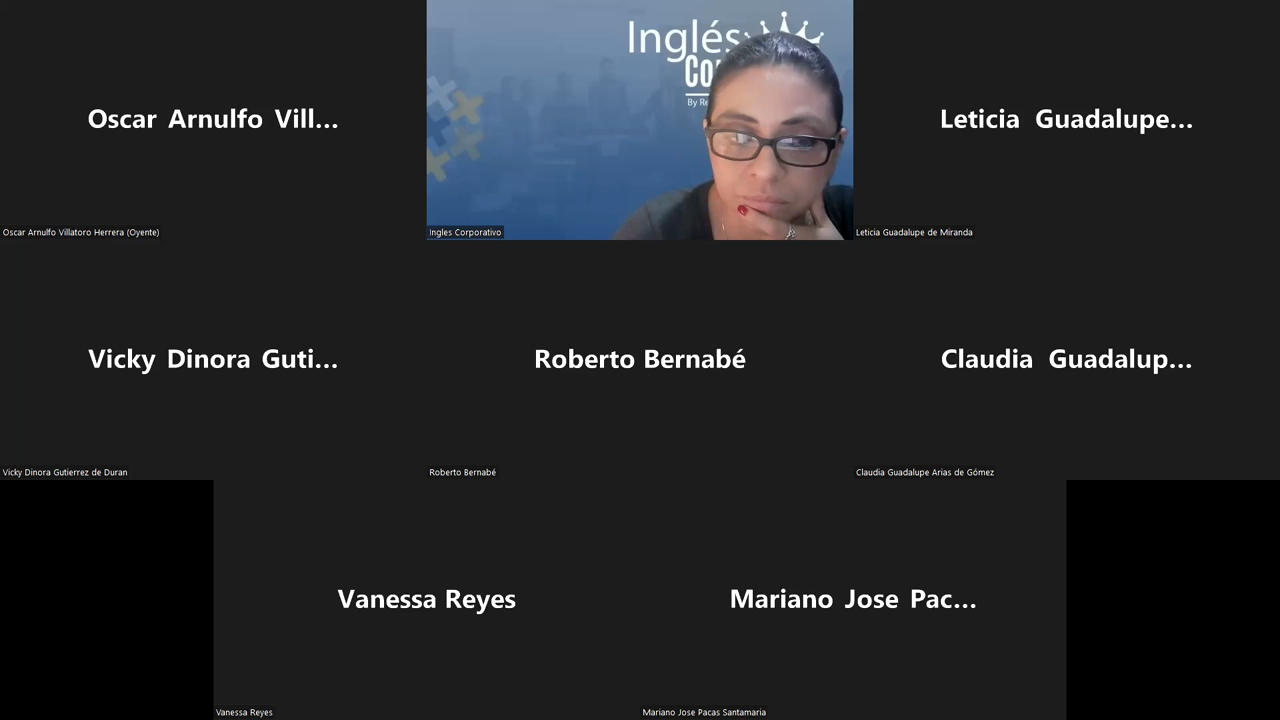 Oscar Arnulfo Vill...
Oscar Arnulfo Villatoro Herrera (Oyente)
Inglés
By Re
Ingles Corporativo
Leticia Guadalupe...
Leticia Guadalupe de Miranda
Vicky Dinora Guti...
Vicky Dinora Gutierrez de Duran
Roberto Bernabé
Roberto Bernabé
Claudia Guadalup...
Claudia Guadalupe Arias de Gómez
Vanessa Reyes
Vanessa Reyes
Mariano Jose Pac...
Mariano Jose Pacas Santamaria